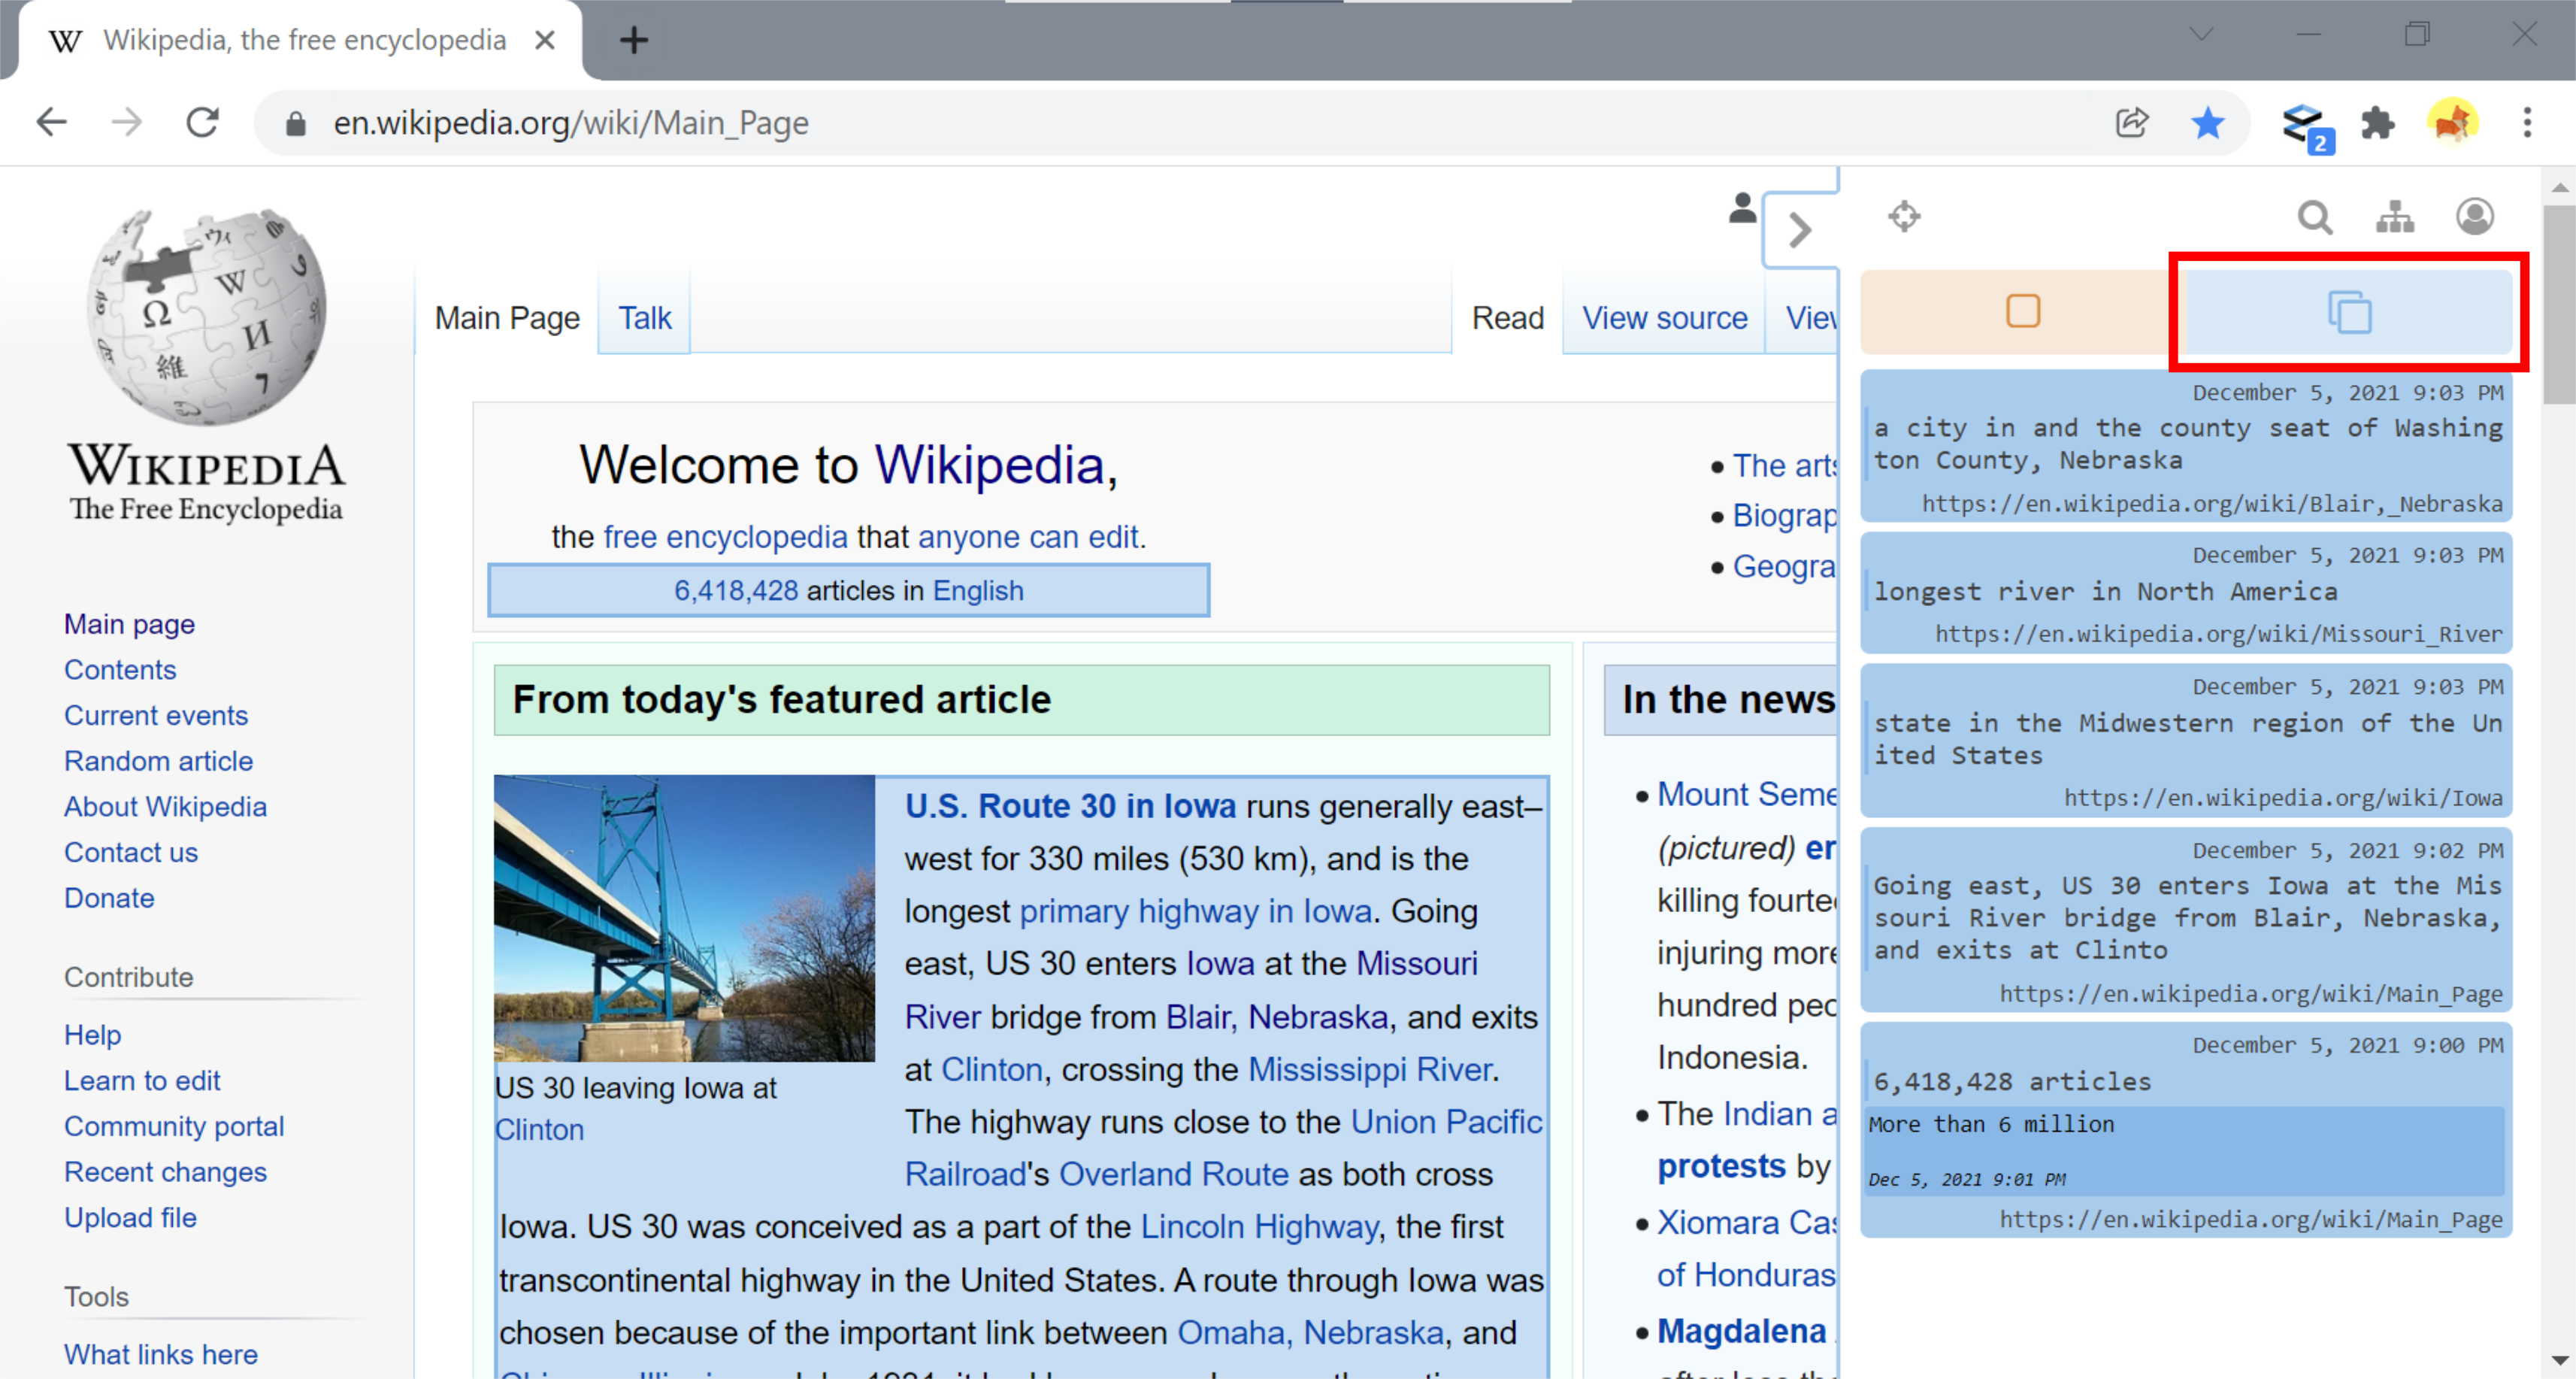 Wikipedia, the free encyclopedia
en.wikipedia.org/wiki/Main_Page
2
WIKIPEDIA
The Free Encyclopedia
Main page
Contents
Current events
Random article
About Wikipedia
Contact us
Donate
Contribute
Help
Learn to edit
Community portal
Recent changes
Upload file
Tools
What links here
Main Page
Talk
Read
View source
Welcome to Wikipedia,
the free encyclopedia that anyone can edit.
6,418,428 articles in English
The arts
Biograp
Geogra
From today's featured article
U.S. Route 30 in Iowa runs generally east–
west for 330 miles (530 km), and is the
longest primary highway in Iowa. Going
east, US 30 enters Iowa at the Missouri
River bridge from Blair, Nebraska, and exits
at Clinton, crossing the Mississippi River.
The highway runs close to the Union Pacific
Railroad's Overland Route as both cross
US 30 leaving Iowa at
Clinton
Iowa. US 30 was conceived as a part of the Lincoln Highway, the first
transcontinental highway in the United States. A route through Iowa was
chosen because of the important link between Omaha, Nebraska, and
In the news
Mount Seme
(pictured) er
killing fourte
injuring more
hundred peo
Indonesia.
The Indian a
protests by
Xiomara Cas
of Honduras
Magdalena
December 5, 2021 9:03 PM
a city in and the county seat of Washing
ton County, Nebraska
https://en.wikipedia.org/wiki/Blair,_Nebraska
December 5, 2021 9:03 PM
longest river in North America
https://en.wikipedia.org/wiki/Missouri_River
December 5, 2021 9:03 PM
state in the Midwestern region of the Un
ited States
https://en.wikipedia.org/wiki/Iowa
December 5, 2021 9:02 PM
Going east, US 30 enters Iowa at the Mis
souri River bridge from Blair, Nebraska,
and exits at Clinto
https://en.wikipedia.org/wiki/Main_Page
December 5, 2021 9:00 PM
6,418,428 articles
More than 6 million
Dec 5, 2021 9:01 PM
https://en.wikipedia.org/wiki/Main_Page